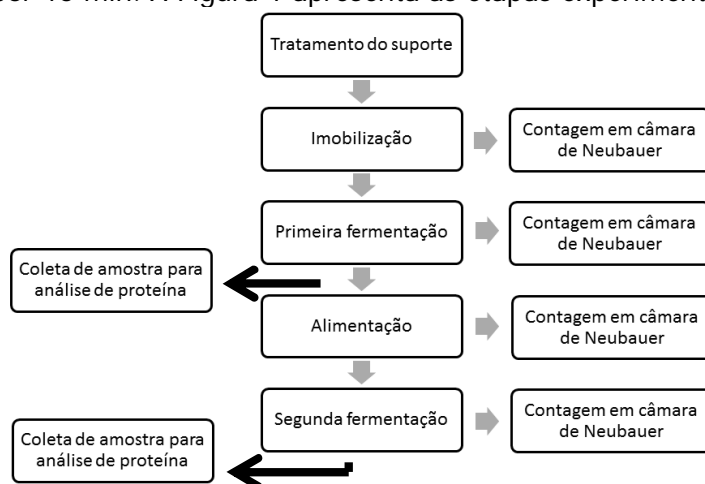 Tratamento do suporte
Imobilização
Contagem em câmara
de Neubauer
Primeira fermentação
Contagem em câmara
de Neubauer
Coleta de amostra para
análise de proteína
Alimentação
Contagem em câmara
de Neubauer
Segunda fermentação
Contagem em câmara
de Neubauer
Coleta de amostra para
análise de proteína